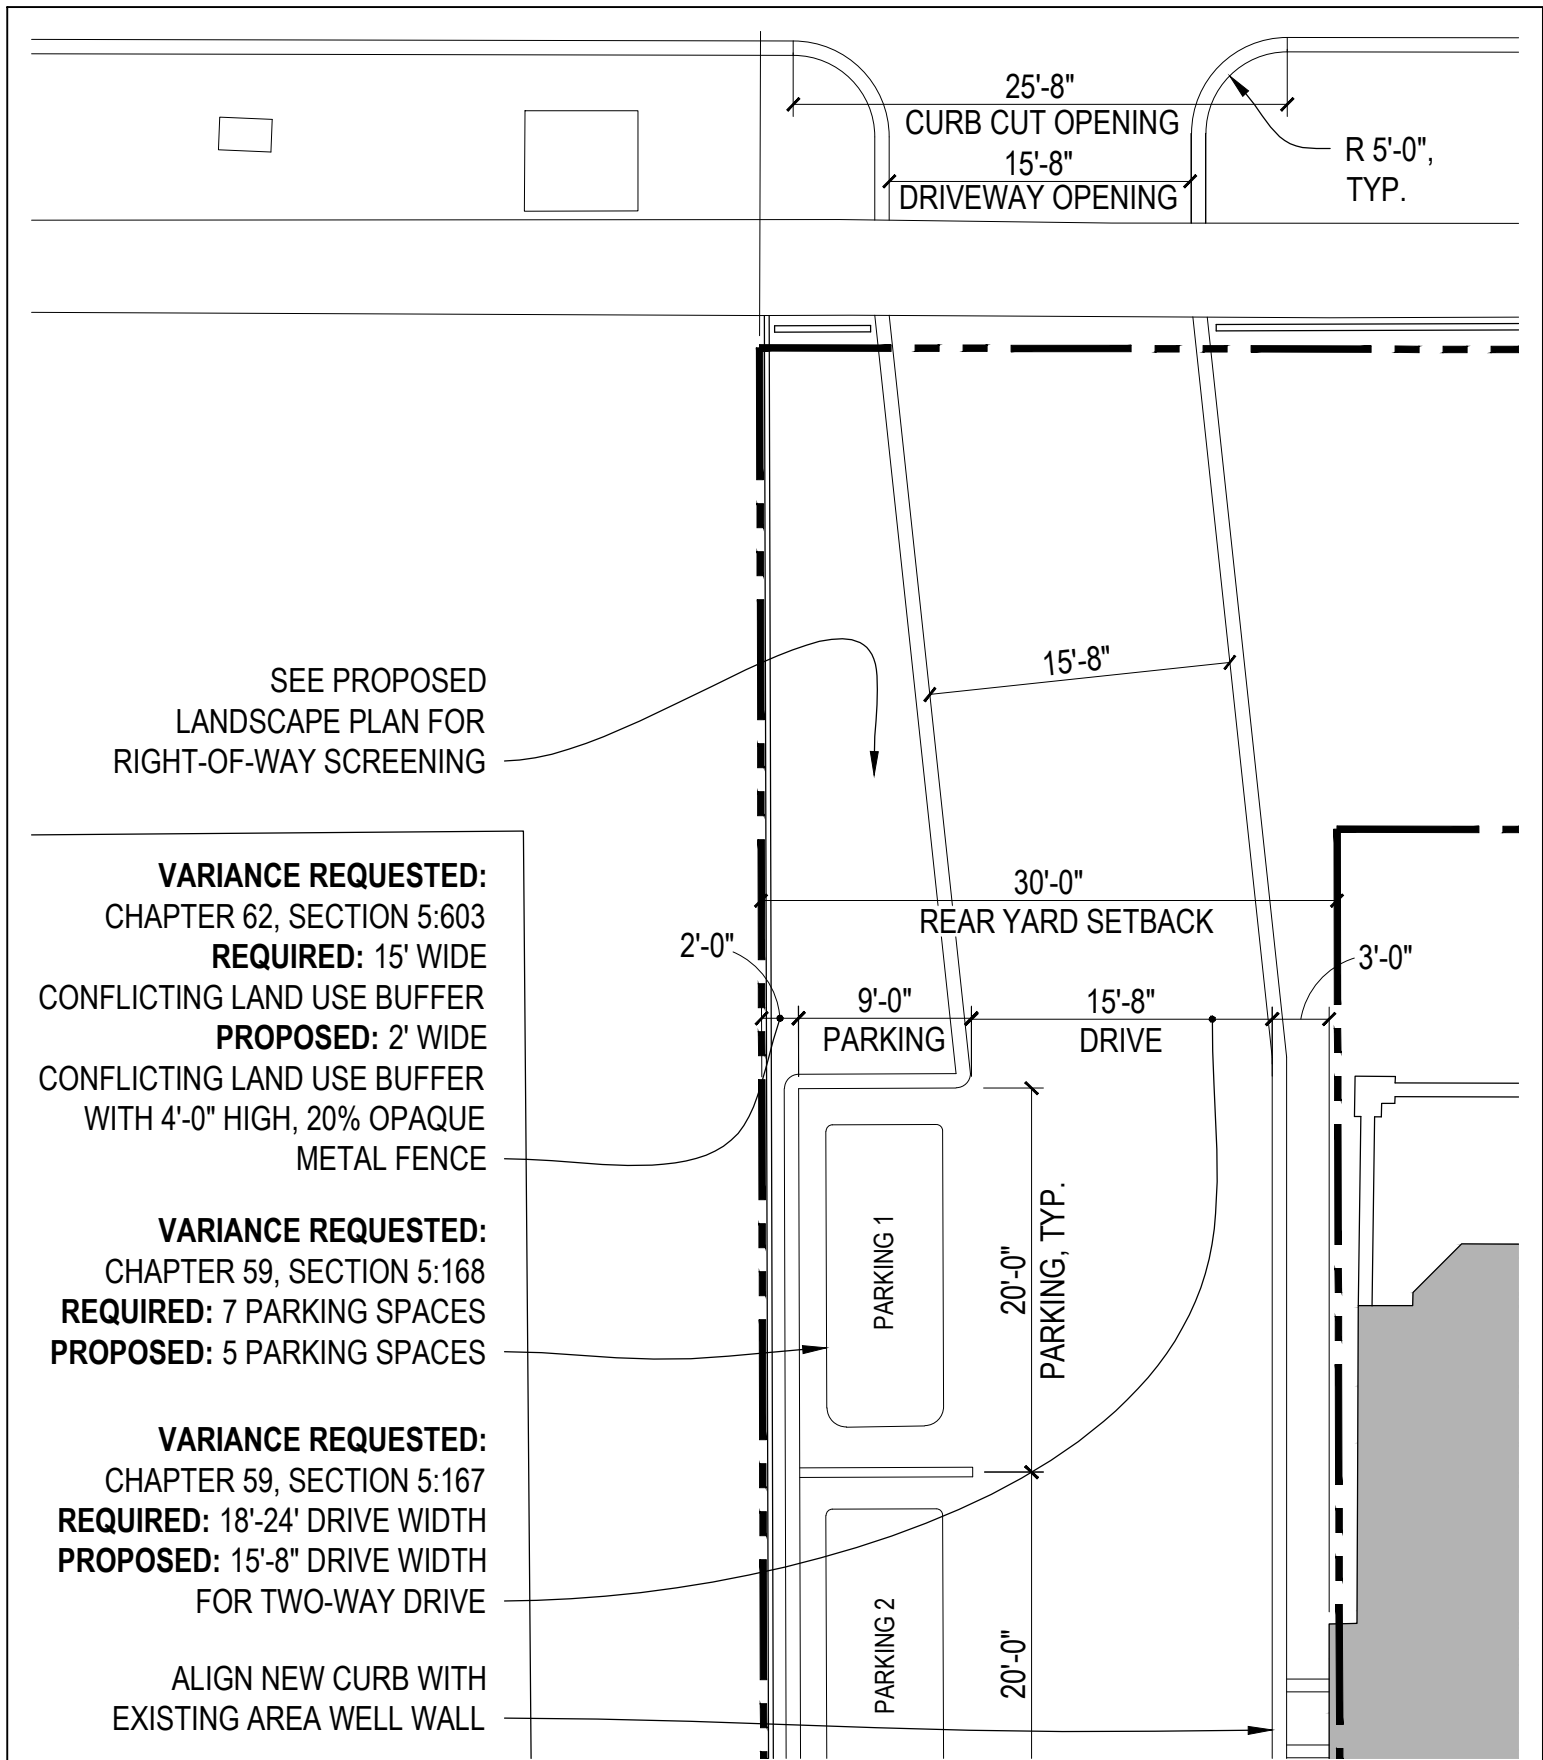 25'-8"
CURB CUT OPENING
15'-8"
DRIVEWAY OPENING
R 5'-0",
TYP.
15'-8"
SEE PROPOSED
LANDSCAPE PLAN FOR
RIGHT-OF-WAY SCREENING
VARIANCE REQUESTED:
CHAPTER 62, SECTION 5:603
REQUIRED: 15' WIDE
CONFLICTING LAND USE BUFFER
PROPOSED: 2' WIDE
CONFLICTING LAND USE BUFFER
WITH 4'-0" HIGH, 20% OPAQUE
METAL FENCE
30'-0"
REAR YARD SETBACK
2'-0"
9'-0"
PARKING
15'-8"
DRIVE
3'-0"
VARIANCE REQUESTED:
CHAPTER 59, SECTION 5:168
REQUIRED: 7 PARKING SPACES
PROPOSED: 5 PARKING SPACES
PARKING 1
20'-0"
PARKING, TYP.
VARIANCE REQUESTED:
CHAPTER 59, SECTION 5:167
REQUIRED: 18'-24' DRIVE WIDTH
PROPOSED: 15'-8" DRIVE WIDTH
FOR TWO-WAY DRIVE
PARKING 2
20'-0"
ALIGN NEW CURB WITH
EXISTING AREA WELL WALL